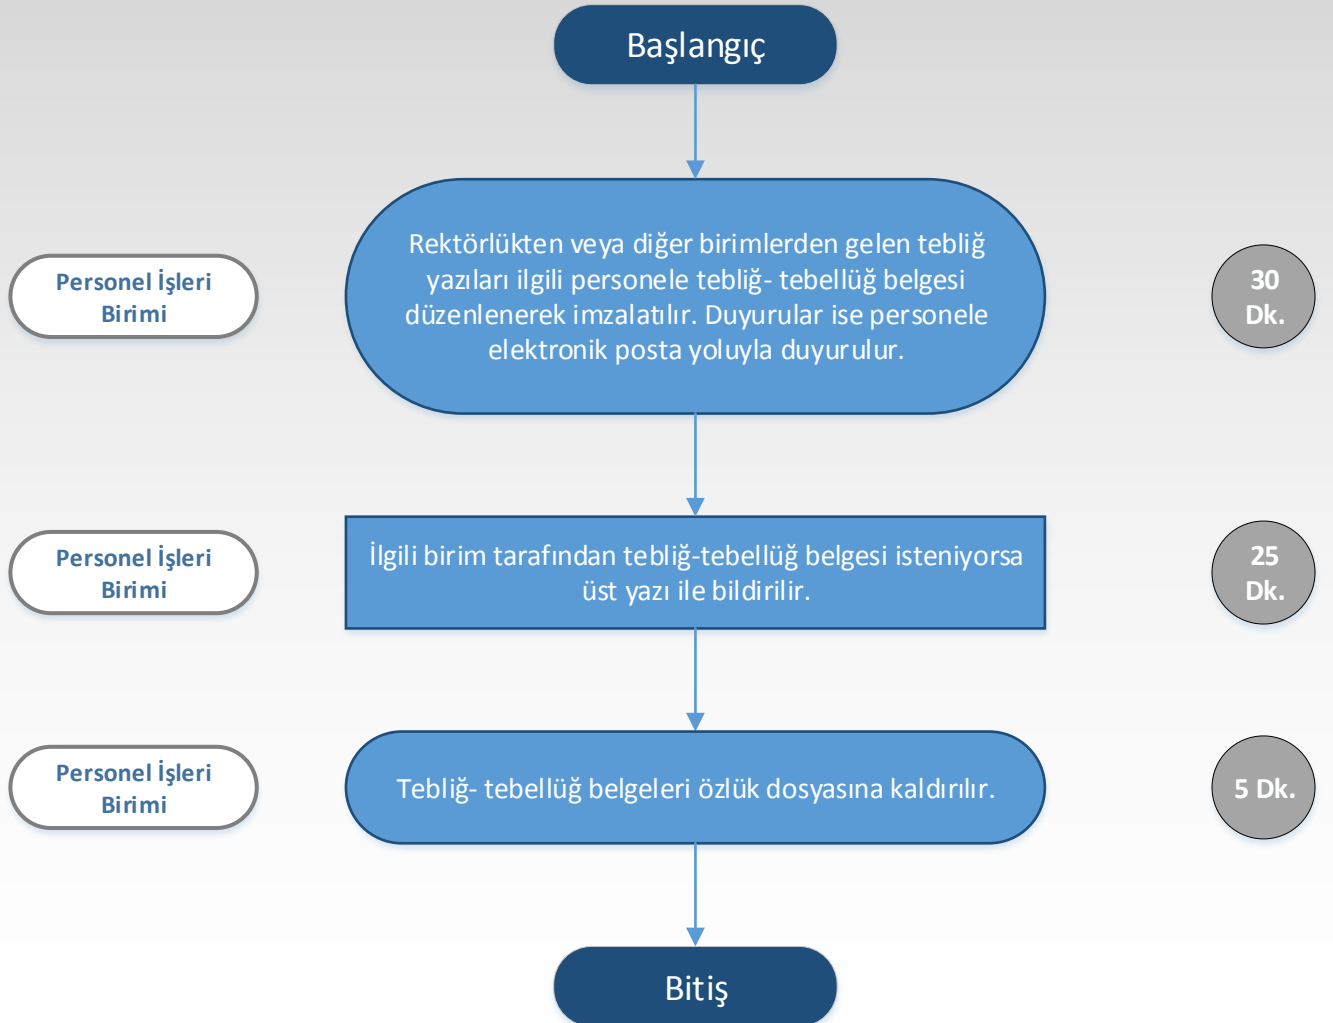 Başlangıç
Personel İşleri
Birimi
Rektörlükten veya diğer birimlerden gelen tebliğ
yazıları ilgili personele tebliğ- tebellüğ belgesi
düzenlenerek imzalatılır. Duyurular ise personele
elektronik posta yoluyla duyurulur.
30
Dk.
Personel İşleri
Birimi
İlgili birim tarafından tebliğ-tebellüğ belgesi isteniyorsa
üst yazı ile bildirilir.
25
Dk.
Personel İşleri
Birimi
Tebliğ- tebellüğ belgeleri özlük dosyasına kaldırılır.
5 Dk.
Bitiş